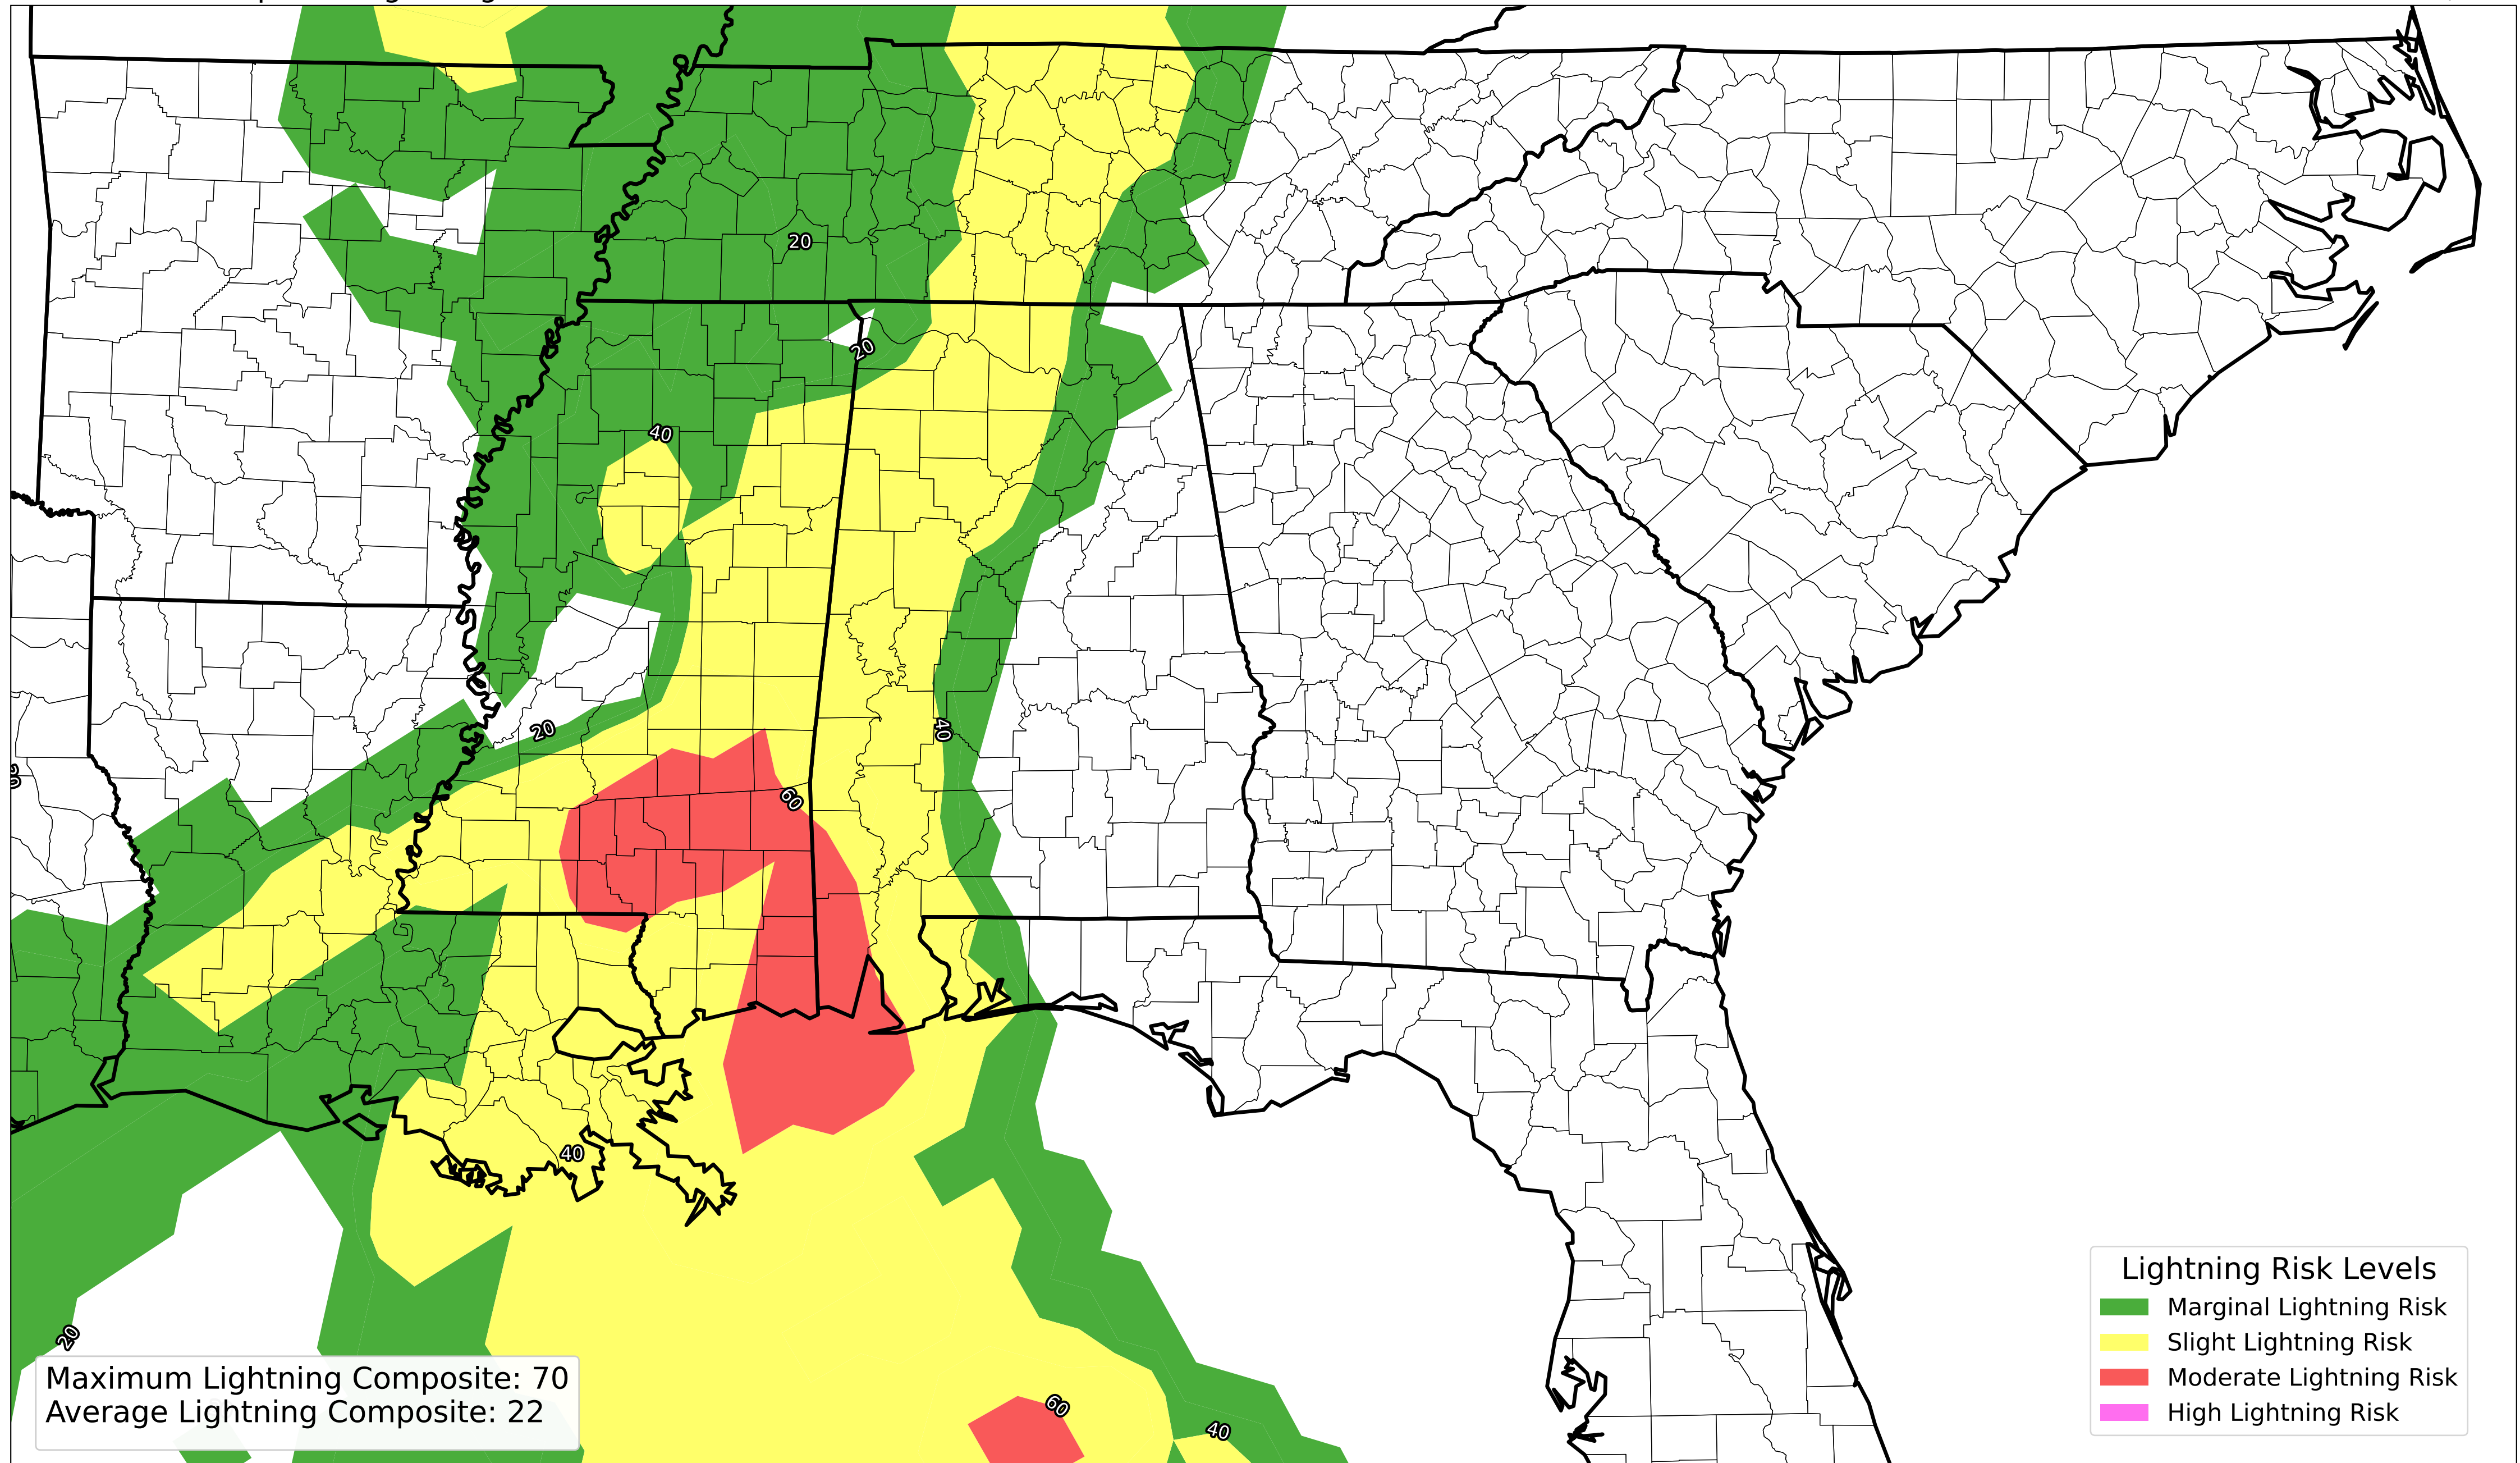 20
20
40
20
40
60
40
20
60
40
Maximum Lightning Composite: 70
Average Lightning Composite: 22
Lightning Risk Levels
Marginal Lightning Risk
Slight Lightning Risk
Moderate Lightning Risk
High Lightning Risk